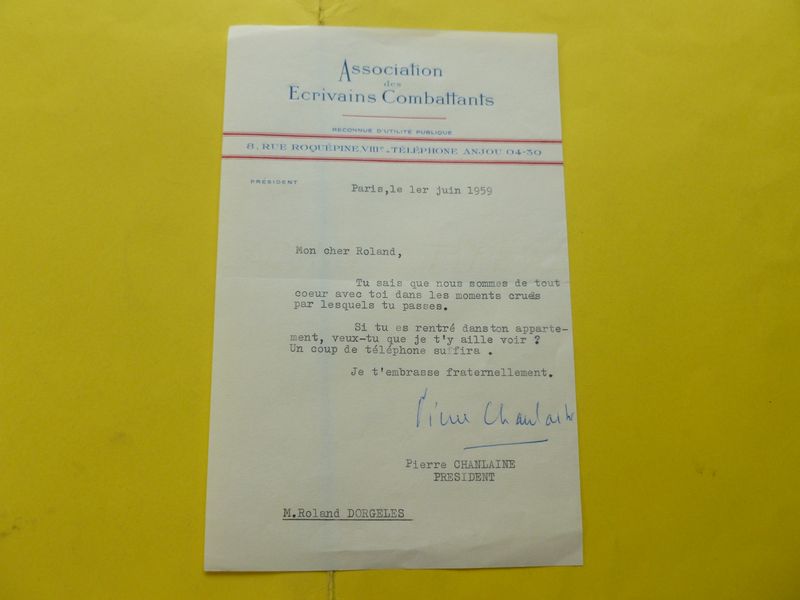 Association
des
Ecrivains Combattants
RECONNUE D'UTILITÉ PUBLIQUE
8, RUE ROQUÉPINE VIIIe - TÉLÉPHONE ANJOU 04-30
PRÉSIDENT
Paris,le 1er juin 1959
Mon cher Roland,
Tu sais que nous sommes de tout
coeur avec toi dans les moments cruels
par lesquels tu passes.
Si tu es rentré danston apparte-
ment, veux-tu que je t'y aille voir ?
Un coup de téléphone suffira .
Je t'embrasse fraternellement.
Pierre Chanlaine
Pierre CHANLAINE
PRESIDENT
M.Roland DORGELES